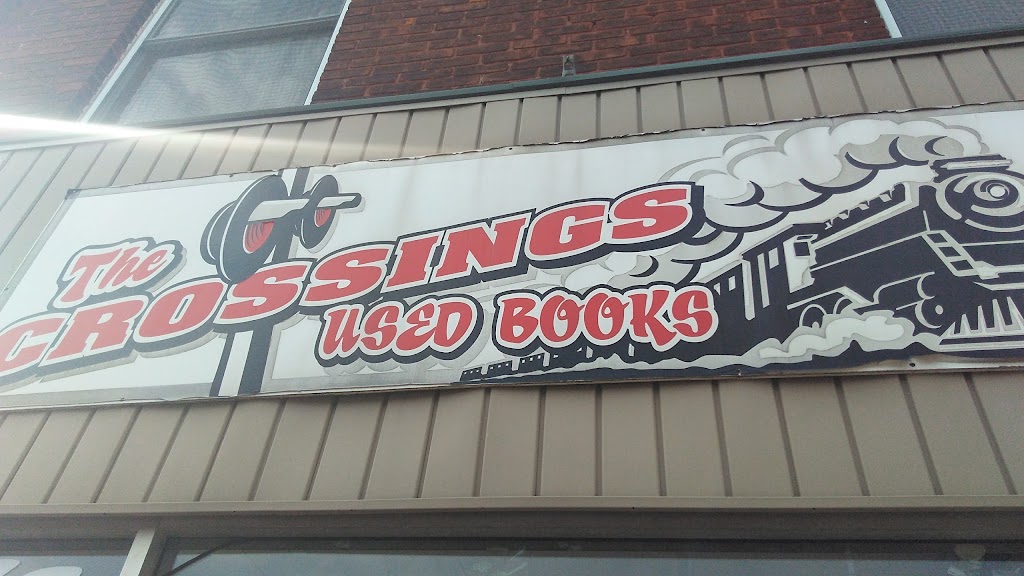 The
CROSSINGS
USED BOOKS